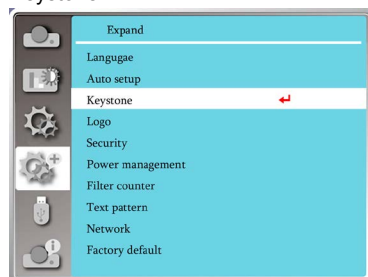 Expand
Langugae
Auto setup
Keystone
Logo
Security
Power management
Filter counter
Text pattern
Network
Factory default